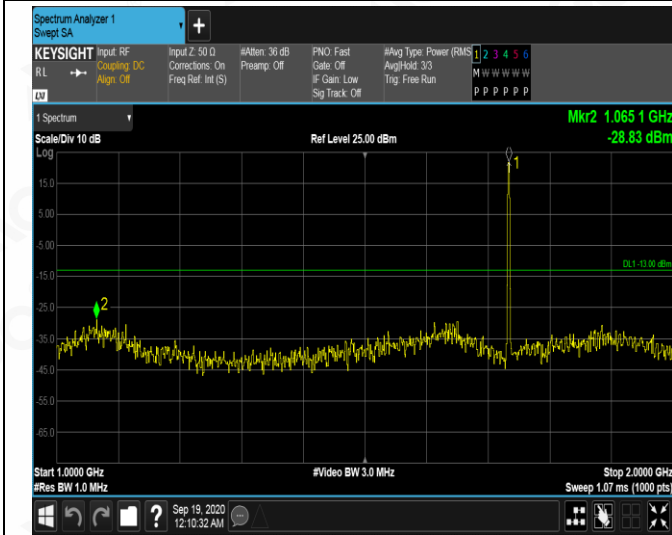 Spectrum Analyzer 1
Swept SA
+
KEYSIGHT Input: RF
RL Coupling: DC
Align: Off
LXI
Input Z: 50 Ω
Corrections: On
Freq Ref: Int (S)
#Atten: 36 dB
Preamp: Off
PNO: Fast
Gate: Off
IF Gain: Low
Sig Track: Off
#Avg Type: Power (RMS
Avg|Hold: 3/3
Trig: Free Run
1 2 3 4 5 6
M W W W W W
P P P P P P
1 Spectrum
Scale/Div 10 dB
Ref Level 25.00 dBm
Mkr2 1.065 1 GHz
-28.83 dBm
Log
1
15.0
5.00
-5.00
DL1 -13.00 dBm
-15.0
-25.0
2
-35.0
-45.0
-55.0
-65.0
Start 1.0000 GHz
#Res BW 1.0 MHz
#Video BW 3.0 MHz
Stop 2.0000 GHz
Sweep 1.07 ms (1000 pts)
?
Sep 19, 2020
12:10:32 AM